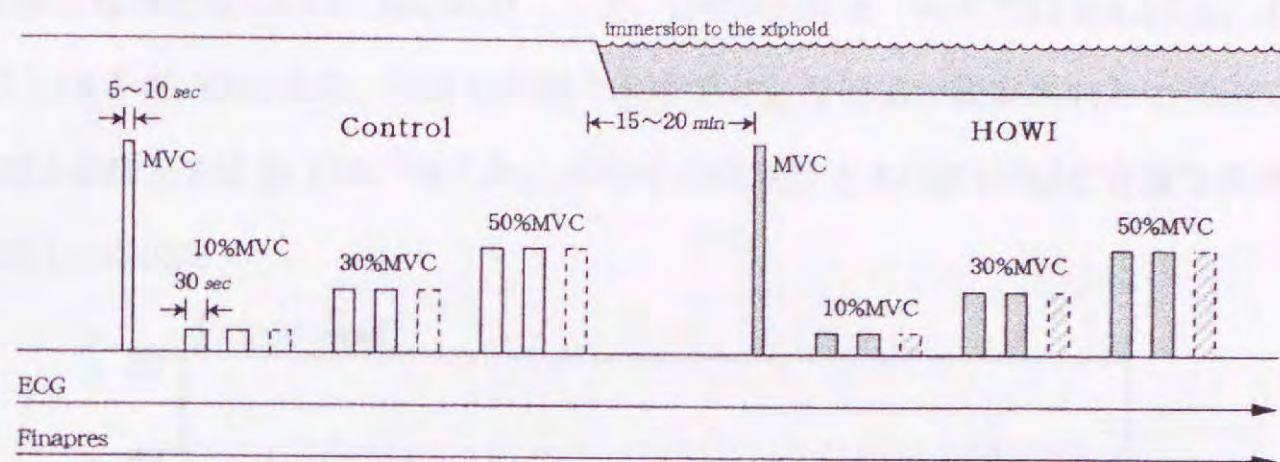 immersion to the xiphoid
5～10 sec
Control
15～20 min
HOWI
MVC
MVC
50%MVC
50%MVC
10%MVC
30%MVC
30%MVC
30 sec
10%MVC
ECG
Finapres